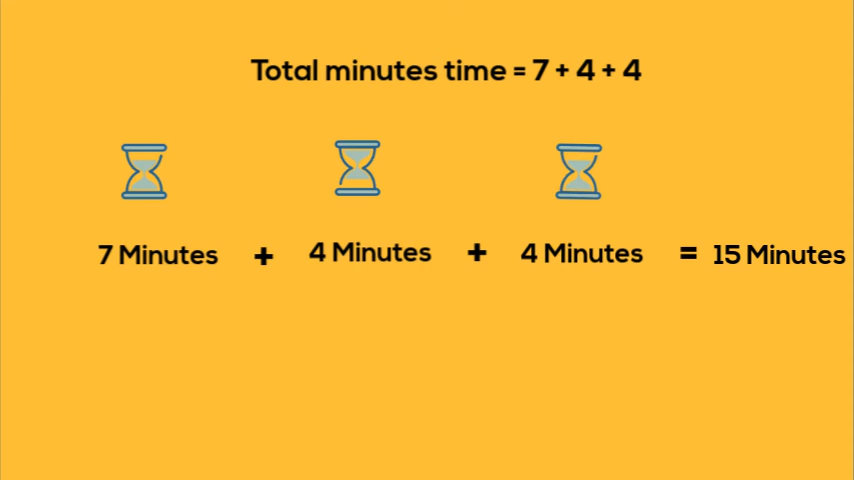 Total minutes time = 7 + 4 + 4
7 Minutes + 4 Minutes + 4 Minutes = 15 Minutes